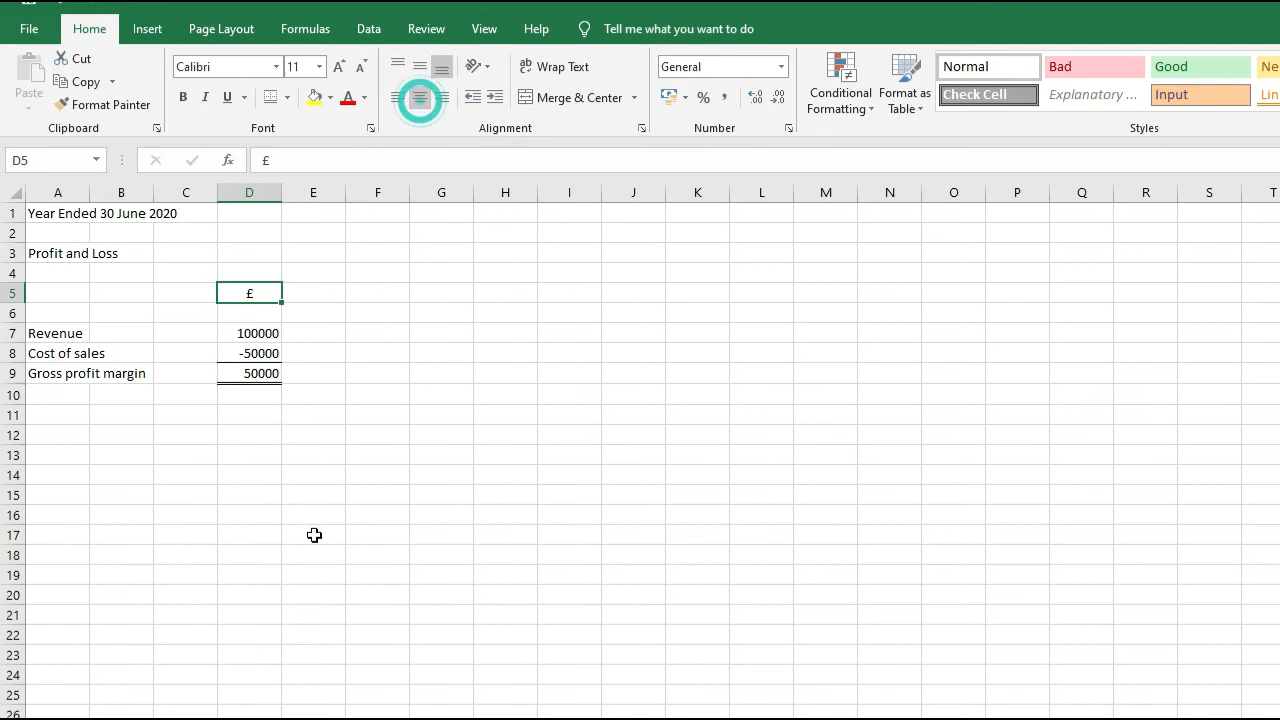 File Home Insert Page Layout Formulas Data Review View Help Tell me what you want to do
Paste
Cut
Copy
Format Painter
Clipboard
Calibri 11 A A
B I U A
Font
ab Wrap Text
Merge & Center
Alignment
General
% ,
Number
Conditional Formatting
Format as Table
Normal Bad Good Ne
Check Cell Explanatory ... Input Lin
Styles
D5 fx £
A B C D E F G H I J K L M N O P Q R S T
1 Year Ended 30 June 2020
2
3 Profit and Loss
4
5 £
6
7 Revenue 100000
8 Cost of sales -50000
9 Gross profit margin 50000
10
11
12
13
14
15
16
17
18
19
20
21
22
23
24
25
26